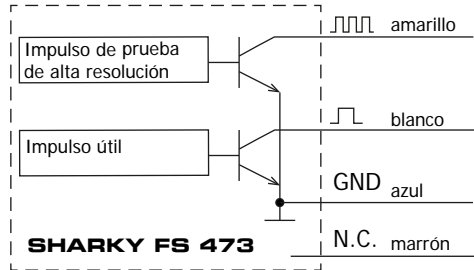 Impulso de prueba
de alta resolución
amarillo
Impulso útil
blanco
GND azul
SHARKY FS 473
N.C. marrón